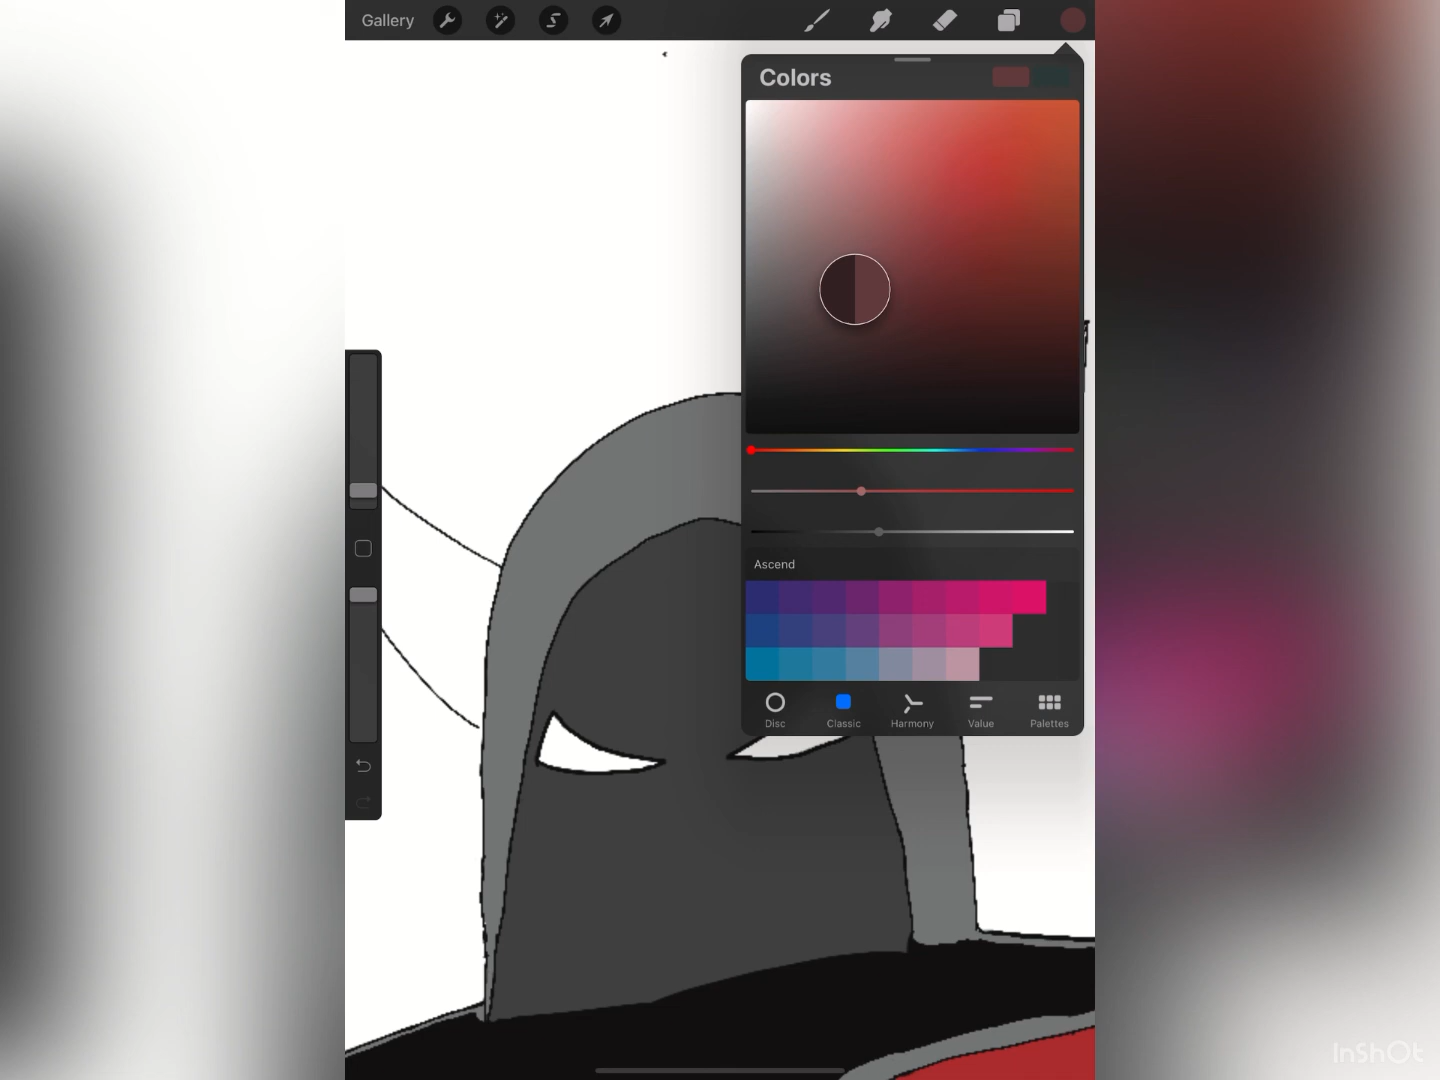 Gallery
Colors
Ascend
Disc Classic Harmony Value Palettes
InShOt